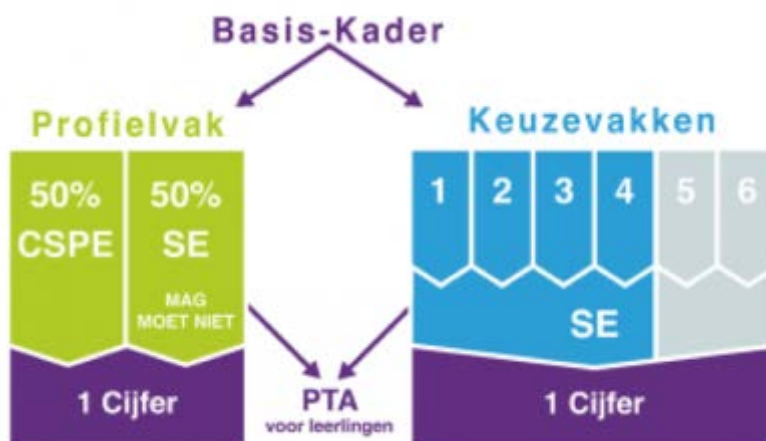 Basis-Kader
Profielvak
50%
CSPE
50%
SE
MAG
MOET NIET
1 Cijfer
PTA
voor leerlingen
Keuzevakken
1 2 3 4 5 6
SE
1 Cijfer